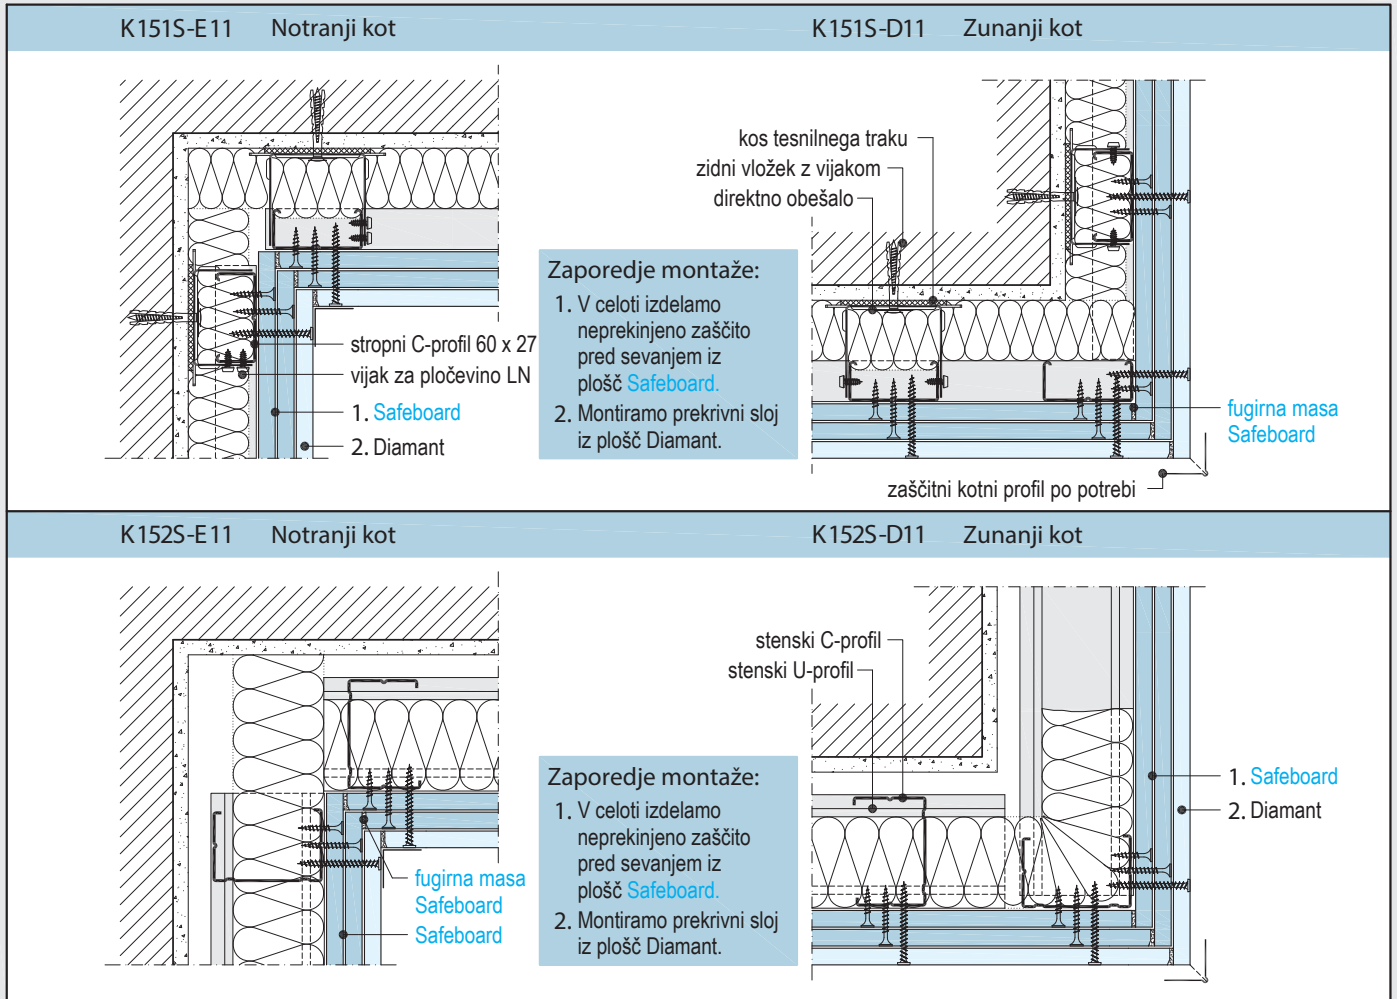 K151S-E11 Notranji kot
K151S-D11 Zunanji kot
kos tesnilnega traku
zidni vložek z vijakom
direktno obešalo
Zaporedje montaže:
1. V celoti izdelamo
neprekinjeno zaščito
pred sevanjem iz
plošč Safeboard.
2. Montiramo prekrivni sloj
iz plošč Diamant.
stropni C-profil 60 x 27
vijak za pločevino LN
1. Safeboard
2. Diamant
fugirna masa
Safeboard
zaščitni kotni profil po potrebi
K152S-E11 Notranji kot
K152S-D11 Zunanji kot
stenski C-profil
stenski U-profil
Zaporedje montaže:
1. V celoti izdelamo
neprekinjeno zaščito
pred sevanjem iz
plošč Safeboard.
2. Montiramo prekrivni sloj
iz plošč Diamant.
fugirna masa
Safeboard
Safeboard
1. Safeboard
2. Diamant